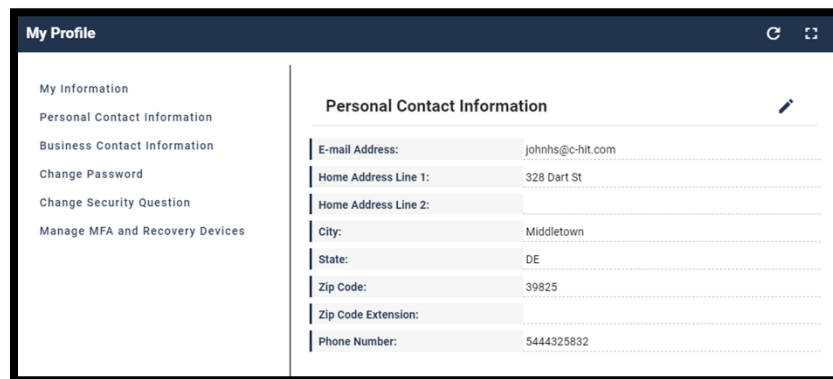 My Profile
My Information
Personal Contact Information
Business Contact Information
Change Password
Change Security Question
Manage MFA and Recovery Devices
Personal Contact Information
E-mail Address: johnhs@c-hit.com
Home Address Line 1: 328 Dart St
Home Address Line 2:
City: Middletown
State: DE
Zip Code: 39825
Zip Code Extension:
Phone Number: 5444325832